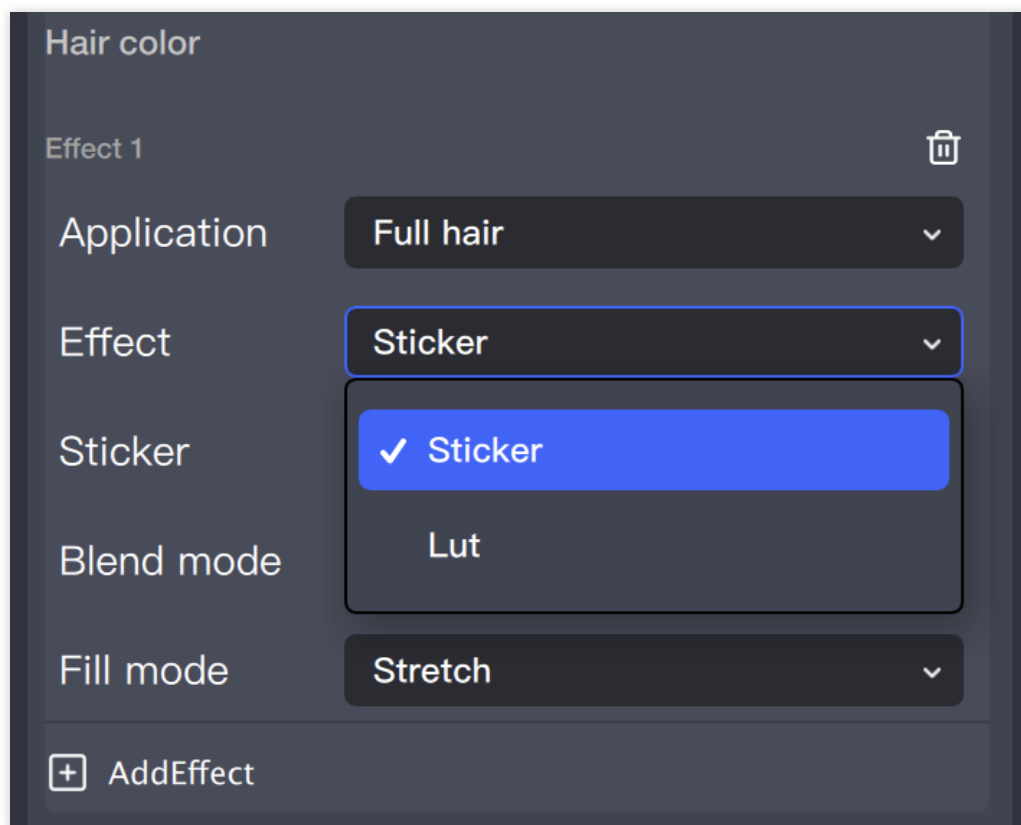 Hair color
Effect 1
Application Full hair
Effect Sticker
Sticker Sticker
Lut
Blend mode
Fill mode Stretch
AddEffect